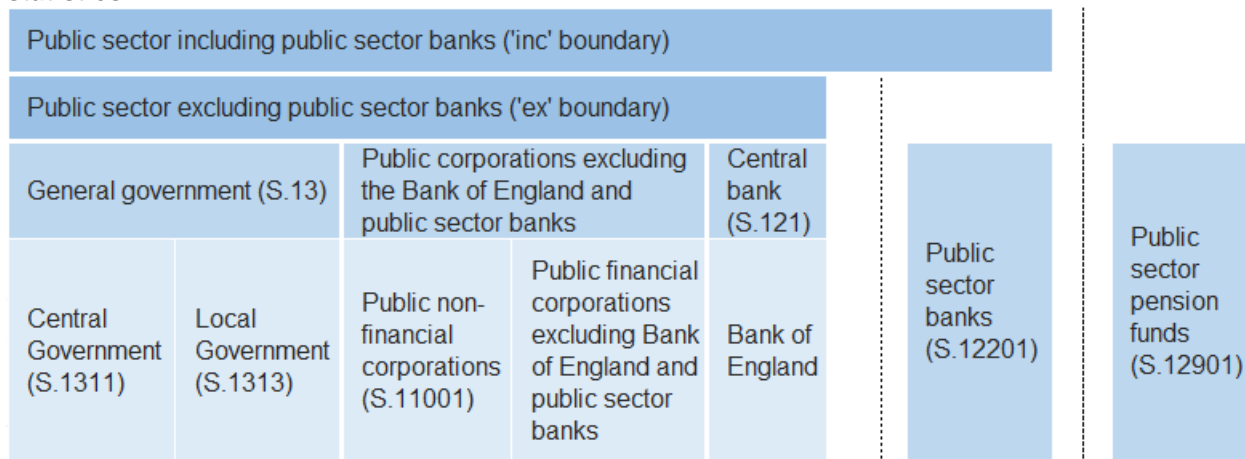 Public sector including public sector banks ('inc' boundary)
Public sector excluding public sector banks ('ex' boundary)
General government (S.13)
Public corporations excluding
the Bank of England and
public sector banks
Central
bank
(S.121)
Central
Government
(S.1311)
Local
Government
(S.1313)
Public non-
financial
corporations
(S.11001)
Public financial
corporations
excluding Bank
of England and
public sector
banks
Bank of
England
Public
sector
banks
(S.12201)
Public
sector
pension
funds
(S.12901)